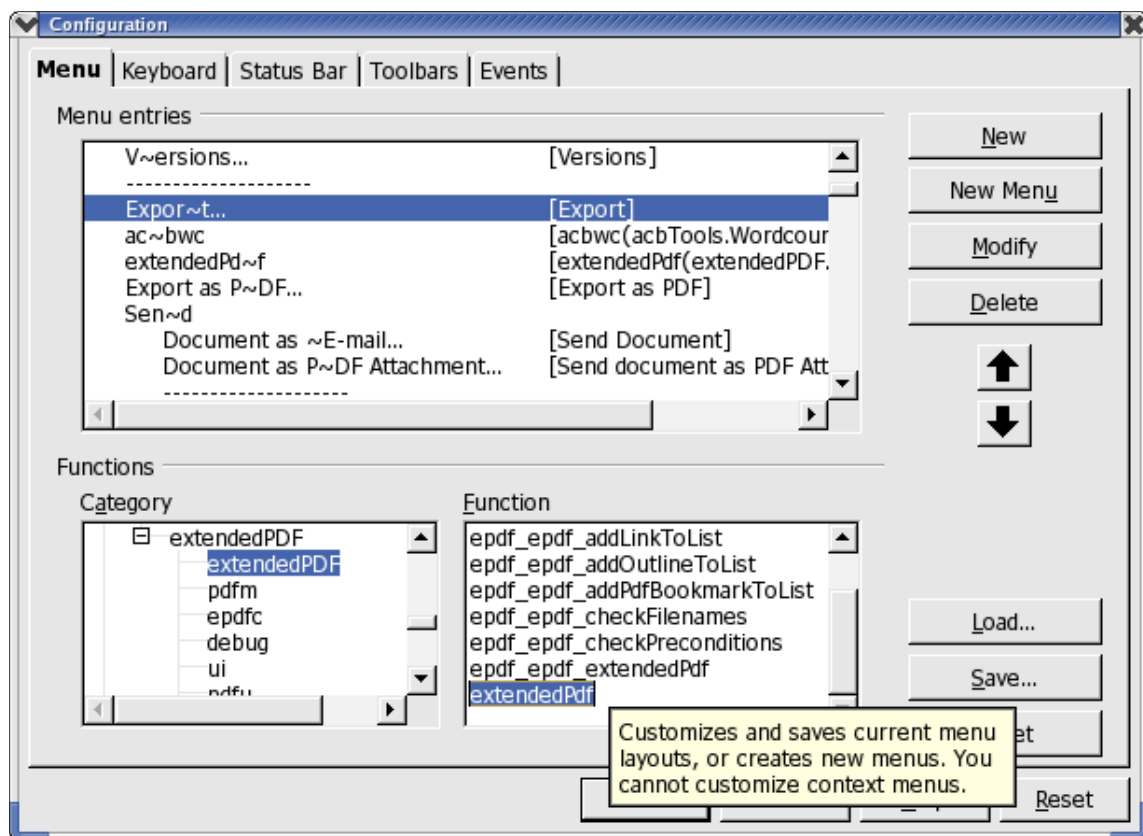 Configuration
Menu Keyboard Status Bar Toolbars Events
Menu entries
V~ersions... [Versions]
--------------------
Expor~t... [Export]
ac~bwc [acbwc(acbTools.Wordcour
extendedPd~f [extendedPdf(extendedPDF.
Export as P~DF... [Export as PDF]
Sen~d
Document as ~E-mail... [Send Document]
Document as P~DF Attachment... [Send document as PDF Att
--------------------
New
New Menu
Modify
Delete
Functions
Category
extendedPDF
extendedPDF
pdfm
epdfc
debug
ui
Function
epdf_epdf_addLinkToList
epdf_epdf_addOutlineToList
epdf_epdf_addPdfBookmarkToList
epdf_epdf_checkFilenames
epdf_epdf_checkPreconditions
epdf_epdf_extendedPdf
extendedPdf
Load...
Save...
et
Customizes and saves current menu
layouts, or creates new menus. You
cannot customize context menus.
Reset